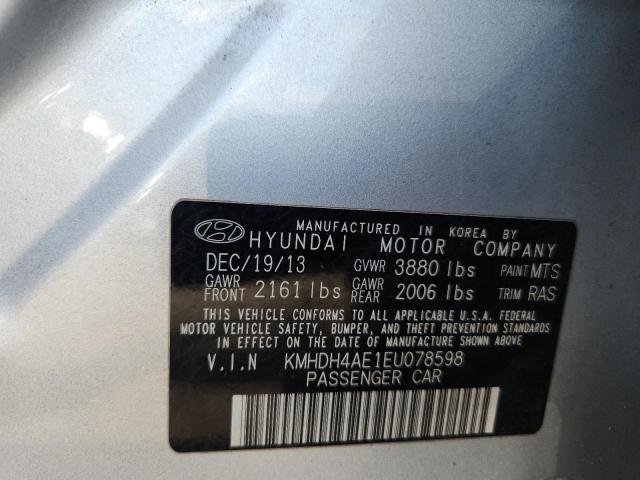 MANUFACTURED IN KOREA BY
HYUNDAI MOTOR COMPANY
DEC/19/13 GVWR 3880 lbs PAINT MTS
GAWR FRONT 2161 lbs GAWR REAR 2006 lbs TRIM RAS
THIS VEHICLE CONFORMS TO ALL APPLICABLE U.S.A. FEDERAL
MOTOR VEHICLE SAFETY, BUMPER, AND THEFT PREVENTION STANDARDS
IN EFFECT ON THE DATE OF MANUFACTURE SHOWN ABOVE.
V.I.N KMHDH4AE1EU078598
PASSENGER CAR